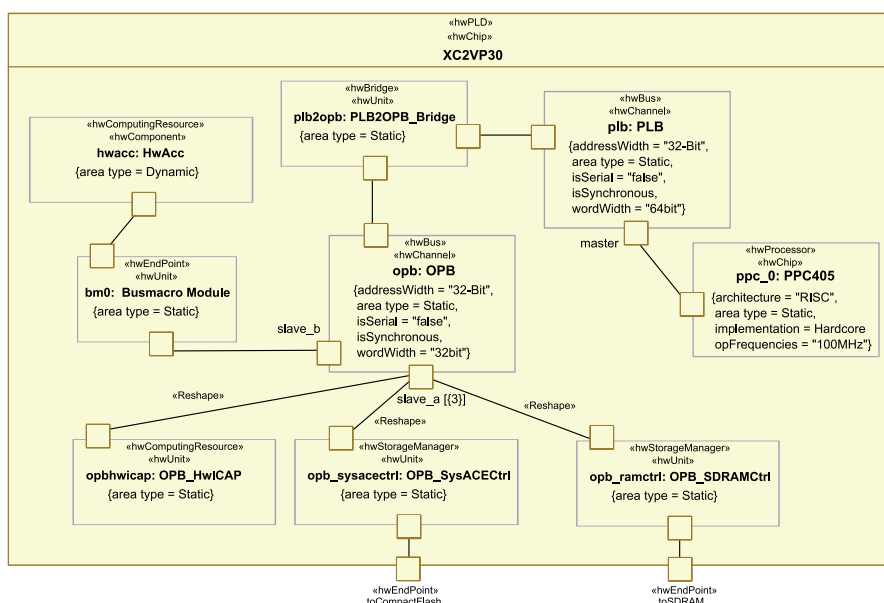 «hwPLD»
«hwChip»
XC2VP30
«hwBridge»
«hwUnit»
plb2opb: PLB2OPB_Bridge
{area type = Static}
«hwBus»
«hwChannel»
plb: PLB
{addressWidth = "32-Bit",
area type = Static,
isSerial = "false",
isSynchronous,
wordWidth = "64bit"}
«hwComputingResource»
«hwComponent»
hwacc: HwAcc
{area type = Dynamic}
master
«hwProcessor»
«hwChip»
ppc_0: PPC405
{architecture = "RISC",
area type = Static,
implementation = Hardcore
opFrequencies = "100MHz"}
«hwEndPoint»
«hwUnit»
bm0: Busmacro Module
{area type = Static}
«hwBus»
«hwChannel»
opb: OPB
{addressWidth = "32-Bit",
area type = Static,
isSerial = "false",
isSynchronous,
wordWidth = "32bit"}
slave_b
slave_a [{3}]
«Reshape»
«Reshape»
«Reshape»
«hwComputingResource»
«hwUnit»
opbhwicap: OPB_HwICAP
{area type = Static}
«hwStorageManager»
«hwUnit»
opb_sysacectrl: OPB_SysACECtrl
{area type = Static}
«hwStorageManager»
«hwUnit»
opb_ramctrl: OPB_SDRAMCtrl
{area type = Static}
«hwEndPoint»
toCompactFlash
«hwEndPoint»
toSDRAM